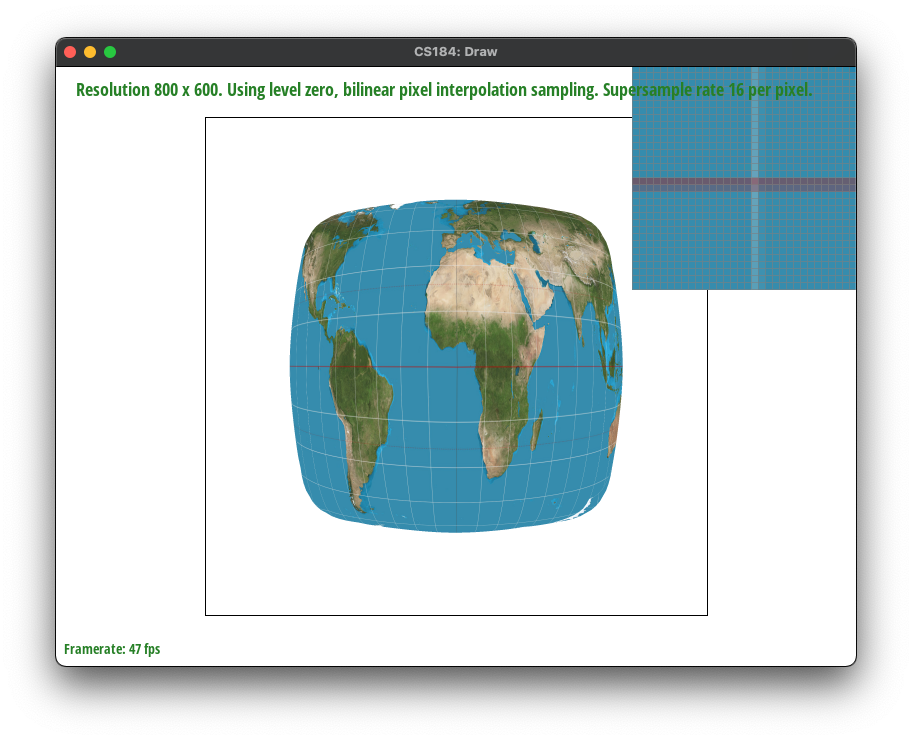 CS184: Draw
Resolution 800 x 600. Using level zero, bilinear pixel interpolation sampling. Supersample rate 16 per pixel.
Framerate: 47 fps